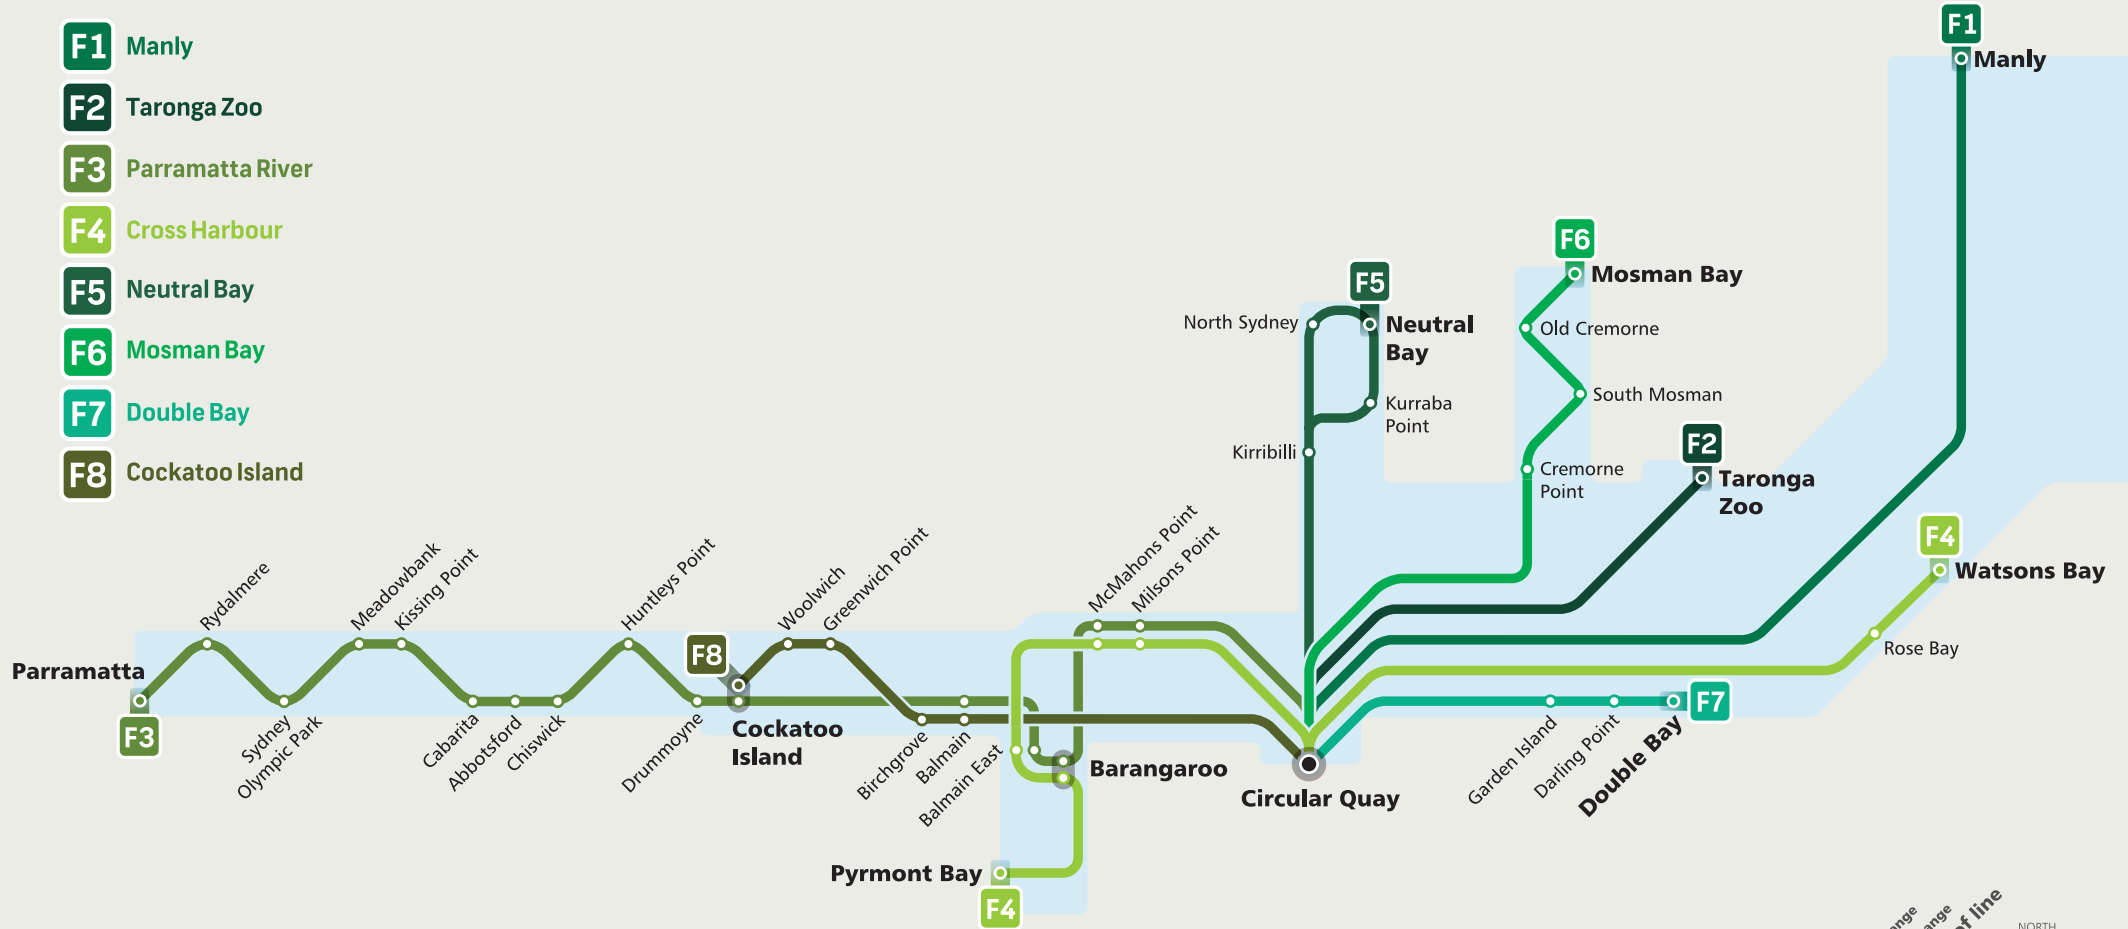 F1 Manly
F2 Taronga Zoo
F3 Parramatta River
F4 Cross Harbour
F5 Neutral Bay
F6 Mosman Bay
F7 Double Bay
F8 Cockatoo Island
F1
Manly
F6
Mosman Bay
F5
North Sydney
Neutral
Bay
Old Cremorne
South Mosman
Kurraba
Point
F2
Kirribilli
Cremorne
Point
Taronga
Zoo
F4
Watsons Bay
Rose Bay
Parramatta
F3
Rydalmere
Sydney
Olympic Park
Meadowbank
Kissing Point
Cabarita
Abbotsford
Chiswick
Huntleys Point
Drummoyne
F8
Cockatoo
Island
Woolwich
Greenwich Point
Birchgrove
Balmain
Balmain East
McMahons Point
Milsons Point
Barangaroo
Circular Quay
Garden Island
Darling Point
Double Bay
F7
Pyrmont Bay
F4
of line
NORTH